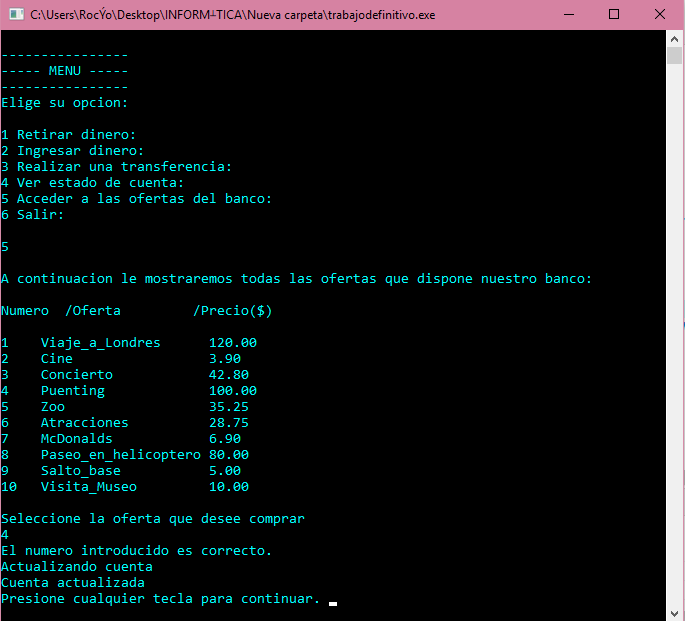 C:\Users\RocÝo\Desktop\INFORM┴TICA\Nueva carpeta\trabajodefinitivo.exe
---------------
----- MENU -----
----------------
Elige su opcion:
1 Retirar dinero:
2 Ingresar dinero:
3 Realizar una transferencia:
4 Ver estado de cuenta:
5 Acceder a las ofertas del banco:
6 Salir:
5
A continuacion le mostraremos todas las ofertas que dispone nuestro banco:
Numero  /Oferta         /Precio($)
1    Viaje_a_Londres      120.00
2    Cine                 3.90
3    Concierto            42.80
4    Puenting             100.00
5    Zoo                  35.25
6    Atracciones          28.75
7    McDonalds            6.90
8    Paseo_en_helicoptero 80.00
9    Salto_base           5.00
10   Visita_Museo         10.00
Seleccione la oferta que desee comprar
4
El numero introducido es correcto.
Actualizando cuenta
Cuenta actualizada
Presione cualquier tecla para continuar.